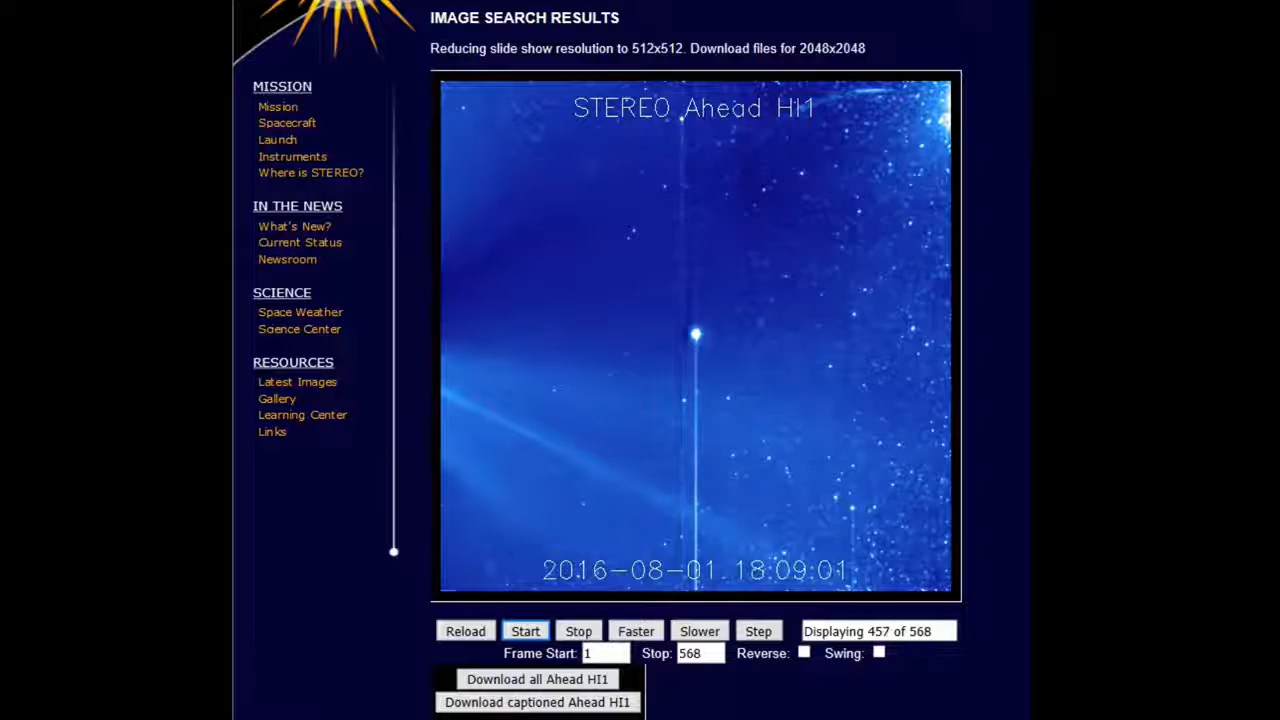 IMAGE SEARCH RESULTS
Reducing slide show resolution to 512x512. Download files for 2048x2048
MISSION
Mission
Spacecraft
Launch
Instruments
Where is STEREO?
IN THE NEWS
What's New?
Current Status
Newsroom
SCIENCE
Space Weather
Science Center
RESOURCES
Latest Images
Gallery
Learning Center
Links
STEREO Ahead HI1
2016-08-01 18:09:01
Reload Start Stop Faster Slower Step Displaying 457 of 568
Frame Start: 1 Stop: 568 Reverse: Swing:
Download all Ahead HI1
Download captioned Ahead HI1